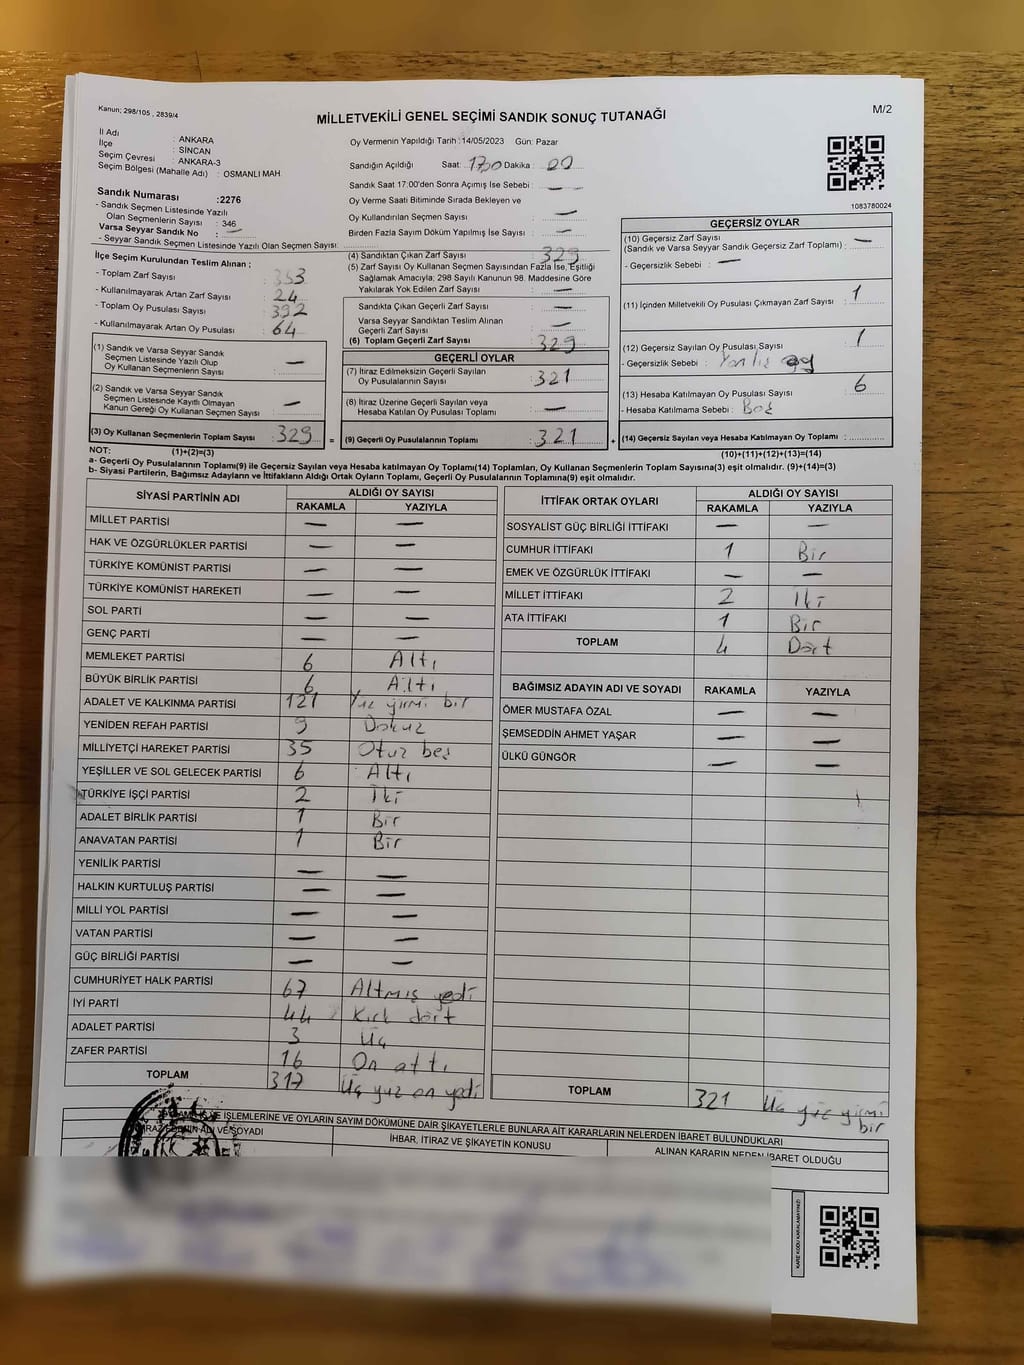 Kanun; 298/105 , 2839/4
MİLLETVEKİLİ GENEL SEÇİMİ SANDIK SONUÇ TUTANAĞI
M/2
İl Adı : ANKARA
İlçe : SİNCAN
Seçim Çevresi : ANKARA-3
Seçim Bölgesi (Mahalle Adı) : OSMANLI MAH
Sandık Numarası :2276
- Sandık Seçmen Listesinde Yazılı
Olan Seçmenlerin Sayısı : 346
Varsa Seyyar Sandık No : —
- Seyyar Sandık Seçmen Listesinde Yazılı Olan Seçmen Sayısı:
Oy Vermenin Yapıldığı Tarih :14/05/2023 Gün: Pazar
Sandığın Açıldığı Saat: 17:00 Dakika : 00
Sandık Saat 17:00'den Sonra Açımış İse Sebebi : — —
Oy Verme Saati Bitiminde Sırada Bekleyen ve
Oy Kullandırılan Seçmen Sayısı : —
Birden Fazla Sayım Döküm Yapılmış İse Sayısı : —
1083780024
İlçe Seçim Kurulundan Teslim Alınan ;
- Toplam Zarf Sayısı : 353
- Kullanılmayarak Artan Zarf Sayısı : 24
- Toplam Oy Pusulası Sayısı : 392
- Kullanılmayarak Artan Oy Pusulası : 64
(1) Sandık ve Varsa Seyyar Sandık
Seçmen Listesinde Yazılı Olup
Oy Kullanan Seçmenlerin Sayısı : —
(2) Sandık ve Varsa Seyyar Sandık
Seçmen Listesinde Kayıtlı Olmayan
Kanun Gereği Oy Kullanan Seçmen Sayısı : —
(3) Oy Kullanan Seçmenlerin Toplam Sayısı : 329 =
(4) Sandıktan Çıkan Zarf Sayısı : 329
(5) Zarf Sayısı Oy Kullanan Seçmen Sayısından Fazla İse, Eşitliği
Sağlamak Amacıyla; 298 Sayılı Kanunun 98. Maddesine Göre
Yakılarak Yok Edilen Zarf Sayısı : —
Sandıkta Çıkan Geçerli Zarf Sayısı : —
Varsa Seyyar Sandıktan Teslim Alınan
Geçerli Zarf Sayısı : —
(6) Toplam Geçerli Zarf Sayısı : 329
GEÇERLİ OYLAR
(7) İtiraz Edilmeksizin Geçerli Sayılan
Oy Pusulalarının Sayısı : 321
(8) İtiraz Üzerine Geçerli Sayılan veya
Hesaba Katılan Oy Pusulası Toplamı : —
(9) Geçerli Oy Pusulalarının Toplamı : 321 +
GEÇERSİZ OYLAR
(10) Geçersiz Zarf Sayısı
(Sandık ve Varsa Seyyar Sandık Geçersiz Zarf Toplamı) : —
- Geçersizlik Sebebi : —
(11) İçinden Milletvekili Oy Pusulası Çıkmayan Zarf Sayısı : 1
(12) Geçersiz Sayılan Oy Pusulası Sayısı : 1
- Geçersizlik Sebebi : Yanlış oy
(13) Hesaba Katılmayan Oy Pusulası Sayısı : 6
- Hesaba Katılmama Sebebi : Boş
(14) Geçersiz Sayılan veya Hesaba Katılmayan Oy Toplamı :
NOT: (1)+(2)=(3) (10)+(11)+(12)+(13)=(14)
a- Geçerli Oy Pusulalarının Toplamı(9) ile Geçersiz Sayılan veya Hesaba katılmayan Oy Toplamı(14) Toplamları, Oy Kullanan Seçmenlerin Toplam Sayısına(3) eşit olmalıdır. (9)+(14)=(3)
b- Siyasi Partilerin, Bağımsız Adayların ve İttifakların Aldığı Ortak Oyların Toplamı, Geçerli Oy Pusulalarının Toplamına(9) eşit olmalıdır.
SİYASİ PARTİNİN ADI ALDIĞI OY SAYISI
RAKAMLA YAZIYLA
MİLLET PARTİSİ — —
HAK VE ÖZGÜRLÜKLER PARTİSİ — —
TÜRKİYE KOMÜNİST PARTİSİ — —
TÜRKİYE KOMÜNİST HAREKETİ — —
SOL PARTİ — —
GENÇ PARTİ — —
MEMLEKET PARTİSİ 6 Altı
BÜYÜK BİRLİK PARTİSİ 6 Altı
ADALET VE KALKINMA PARTİSİ 121 Yüz yirmi bir
YENİDEN REFAH PARTİSİ 9 Dokuz
MİLLİYETÇİ HAREKET PARTİSİ 35 Otuz beş
YEŞİLLER VE SOL GELECEK PARTİSİ 6 Altı
TÜRKİYE İŞÇİ PARTİSİ 2 İki
ADALET BİRLİK PARTİSİ 1 Bir
ANAVATAN PARTİSİ 1 Bir
YENİLİK PARTİSİ — —
HALKIN KURTULUŞ PARTİSİ — —
MİLLİ YOL PARTİSİ — —
VATAN PARTİSİ — —
GÜÇ BİRLİĞİ PARTİSİ — —
CUMHURİYET HALK PARTİSİ 67 Altmış yedi
İYİ PARTİ 44 Kırk dört
ADALET PARTİSİ 3 Üç
ZAFER PARTİSİ 16 On altı
TOPLAM 317 Üç yüz on yedi
İTTİFAK ORTAK OYLARI ALDIĞI OY SAYISI
RAKAMLA YAZIYLA
SOSYALİST GÜÇ BİRLİĞİ İTTİFAKI — —
CUMHUR İTTİFAKI 1 Bir
EMEK VE ÖZGÜRLÜK İTTİFAKI — —
MİLLET İTTİFAKI 2 İki
ATA İTTİFAKI 1 Bir
TOPLAM 4 Dört
BAĞIMSIZ ADAYIN ADI VE SOYADI RAKAMLA YAZIYLA
ÖMER MUSTAFA ÖZAL — —
ŞEMSEDDİN AHMET YAŞAR — —
ÜLKÜ GÜNGÖR — —
TOPLAM 321 Üç yüz yirmi
bir
İŞLEMLERİNE VE OYLARIN SAYIM DÖKÜMÜNE DAİR ŞİKAYETLERLE BUNLARA AİT KARARLARIN NELERDEN İBARET BULUNDUKLARI
ADI VE SOYADI İHBAR, İTİRAZ VE ŞİKAYETİN KONUSU ALINAN KARARIN NEDEN İBARET OLDUĞU
KARE KODU KARALAMAYINIZ!